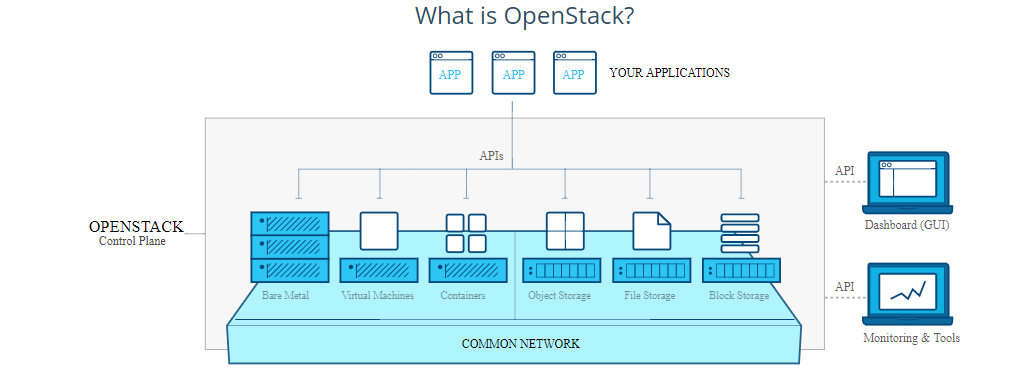 What is OpenStack?
APP APP APP YOUR APPLICATIONS
APIs
API
Dashboard (GUI)
OPENSTACK
Control Plane
Bare Metal Virtual Machines Containers Object Storage File Storage Block Storage
API
Monitoring & Tools
COMMON NETWORK